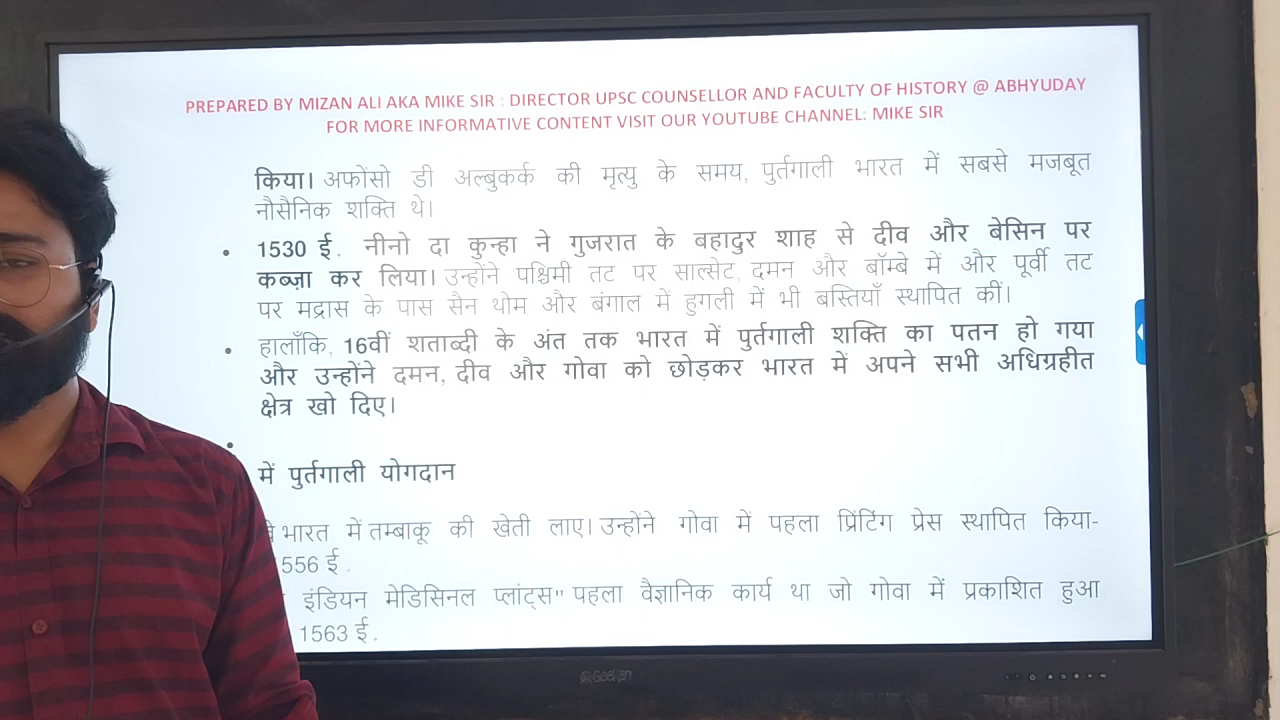 PREPARED BY MIZAN ALI AKA MIKE SIR : DIRECTOR UPSC COUNSELLOR AND FACULTY OF HISTORY @ ABHYUDAY
FOR MORE INFORMATIVE CONTENT VISIT OUR YOUTUBE CHANNEL: MIKE SIR
किया। अफोंसो डी अल्बुकर्क की मृत्यु के समय, पुर्तगाली भारत में सबसे मजबूत
नौसैनिक शक्ति थे।
• 1530 ई. नीनो दा कुन्हा ने गुजरात के बहादुर शाह से दीव और बेसिन पर
कब्ज़ा कर लिया। उन्होंने पश्चिमी तट पर साल्सेट, दमन और बॉम्बे में और पूर्वी तट
पर मद्रास के पास सैन थोम और बंगाल में हुगली में भी बस्तियाँ स्थापित कीं।
• हालाँकि, 16वीं शताब्दी के अंत तक भारत में पुर्तगाली शक्ति का पतन हो गया
और उन्होंने दमन, दीव और गोवा को छोड़कर भारत में अपने सभी अधिग्रहीत
क्षेत्र खो दिए।
•
में पुर्तगाली योगदान
भारत में तम्बाकू की खेती लाए। उन्होंने गोवा में पहला प्रिंटिंग प्रेस स्थापित किया-
556 ई.
इंडियन मेडिसिनल प्लांट्स" पहला वैज्ञानिक कार्य था जो गोवा में प्रकाशित हुआ
1563 ई.